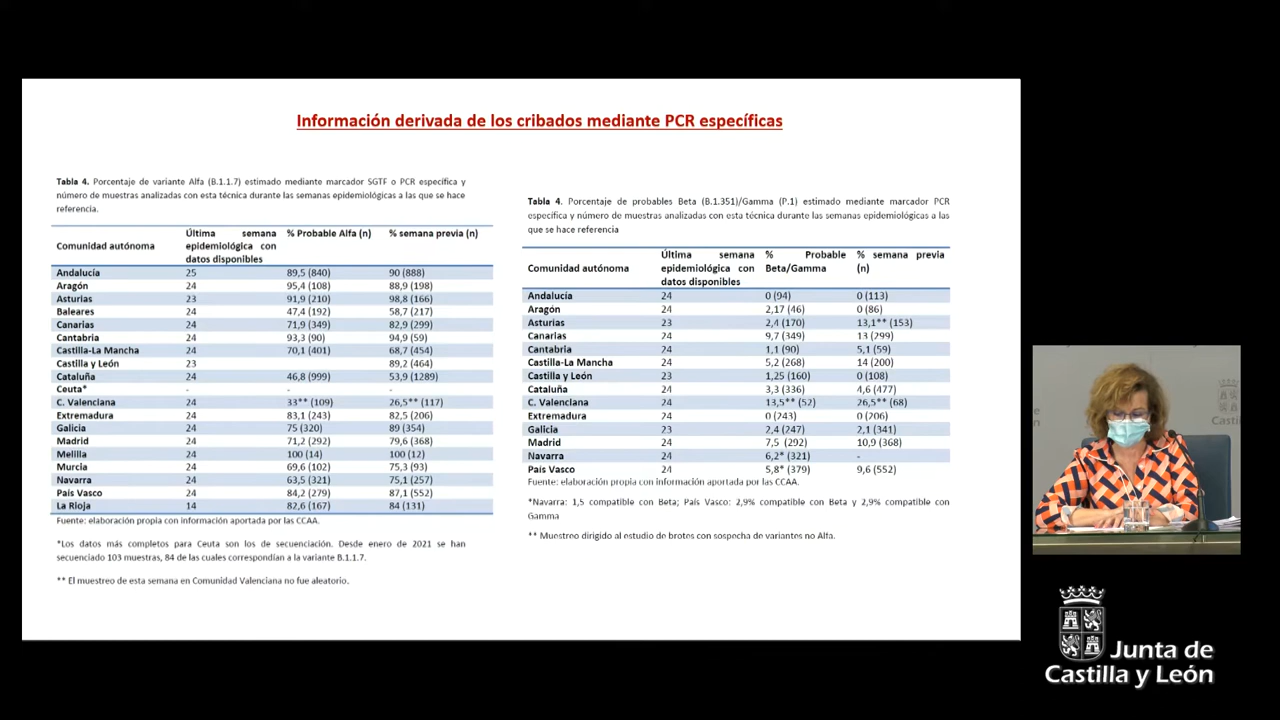 Información derivada de los cribados mediante PCR específicas
Tabla 4. Porcentaje de variante Alfa (B.1.1.7) estimado mediante marcador SGTF o PCR específica y
número de muestras analizadas con esta técnica durante las semanas epidemiológicas a las que se hace
referencia.
Comunidad autónoma Última semana epidemiológica con datos disponibles % Probable Alfa (n) % semana previa (n)
Andalucía 25 89,5 (840) 90 (888)
Aragón 24 95,4 (108) 88,9 (198)
Asturias 23 91,9 (210) 98,8 (166)
Baleares 24 47,4 (192) 58,7 (217)
Canarias 24 71,9 (349) 82,9 (299)
Cantabria 24 93,3 (90) 94,9 (59)
Castilla-La Mancha 24 70,1 (401) 68,7 (454)
Castilla y León 23 89,2 (464)
Cataluña 24 46,8 (999) 53,9 (1289)
Ceuta* - - -
C. Valenciana 24 33** (109) 26,5** (117)
Extremadura 24 83,1 (243) 82,5 (206)
Galicia 24 75 (320) 89 (354)
Madrid 24 71,2 (292) 79,6 (368)
Melilla 24 100 (14) 100 (12)
Murcia 24 69,6 (102) 75,3 (93)
Navarra 24 63,5 (321) 75,1 (257)
País Vasco 24 84,2 (279) 87,1 (552)
La Rioja 14 82,6 (167) 84 (131)
Fuente: elaboración propia con información aportada por las CCAA.
*Los datos más completos para Ceuta son los de secuenciación. Desde enero de 2021 se han
secuenciado 103 muestras, 84 de las cuales correspondían a la variante B.1.1.7.
** El muestreo de esta semana en Comunidad Valenciana no fue aleatorio.
Tabla 4. Porcentaje de probables Beta (B.1.351)/Gamma (P.1) estimado mediante marcador PCR
específica y número de muestras analizadas con esta técnica durante las semanas epidemiológicas a las
que se hace referencia
Comunidad autónoma Última semana epidemiológica con datos disponibles % Probable Beta/Gamma % semana previa (n)
Andalucía 24 0 (94) 0 (113)
Aragón 24 2,17 (46) 0 (86)
Asturias 23 2,4 (170) 13,1** (153)
Canarias 24 9,7 (349) 13 (299)
Cantabria 24 1,1 (90) 5,1 (59)
Castilla-La Mancha 24 5,2 (268) 14 (200)
Castilla y León 23 1,25 (160) 0 (108)
Cataluña 24 3,3 (336) 4,6 (477)
C. Valenciana 24 13,5** (52) 26,5** (68)
Extremadura 24 0 (243) 0 (206)
Galicia 23 2,4 (247) 2,1 (341)
Madrid 24 7,5 (292) 10,9 (368)
Navarra 24 6,2* (321) -
País Vasco 24 5,8* (379) 9,6 (552)
Fuente: elaboración propia con información aportada por las CCAA.
*Navarra: 1,5 compatible con Beta; País Vasco: 2,9% compatible con Beta y 2,9% compatible con
Gamma
** Muestreo dirigido al estudio de brotes con sospecha de variantes no Alfa.
Junta de
Castilla y León